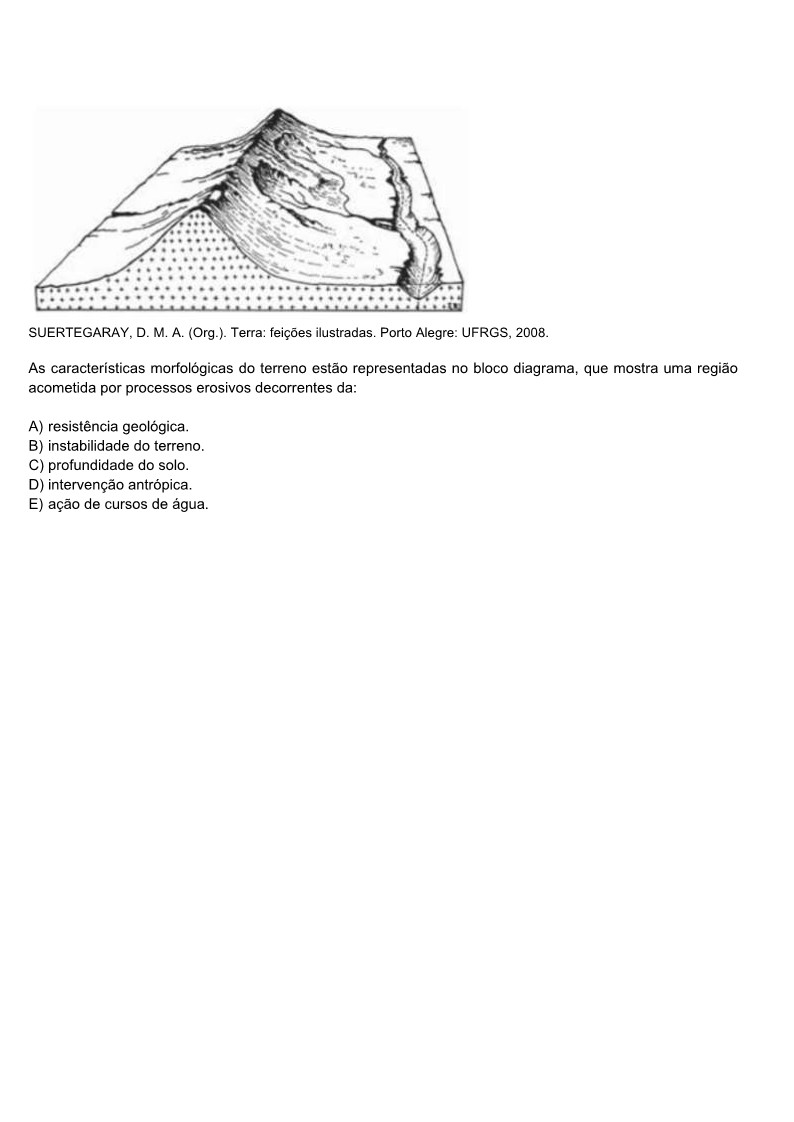 SUERTEGARAY, D. M. A. (Org.). Terra: feições ilustradas. Porto Alegre: UFRGS, 2008.
As características morfológicas do terreno estão representadas no bloco diagrama, que mostra uma região
acometida por processos erosivos decorrentes da:
A) resistência geológica.
B) instabilidade do terreno.
C) profundidade do solo.
D) intervenção antrópica.
E) ação de cursos de água.